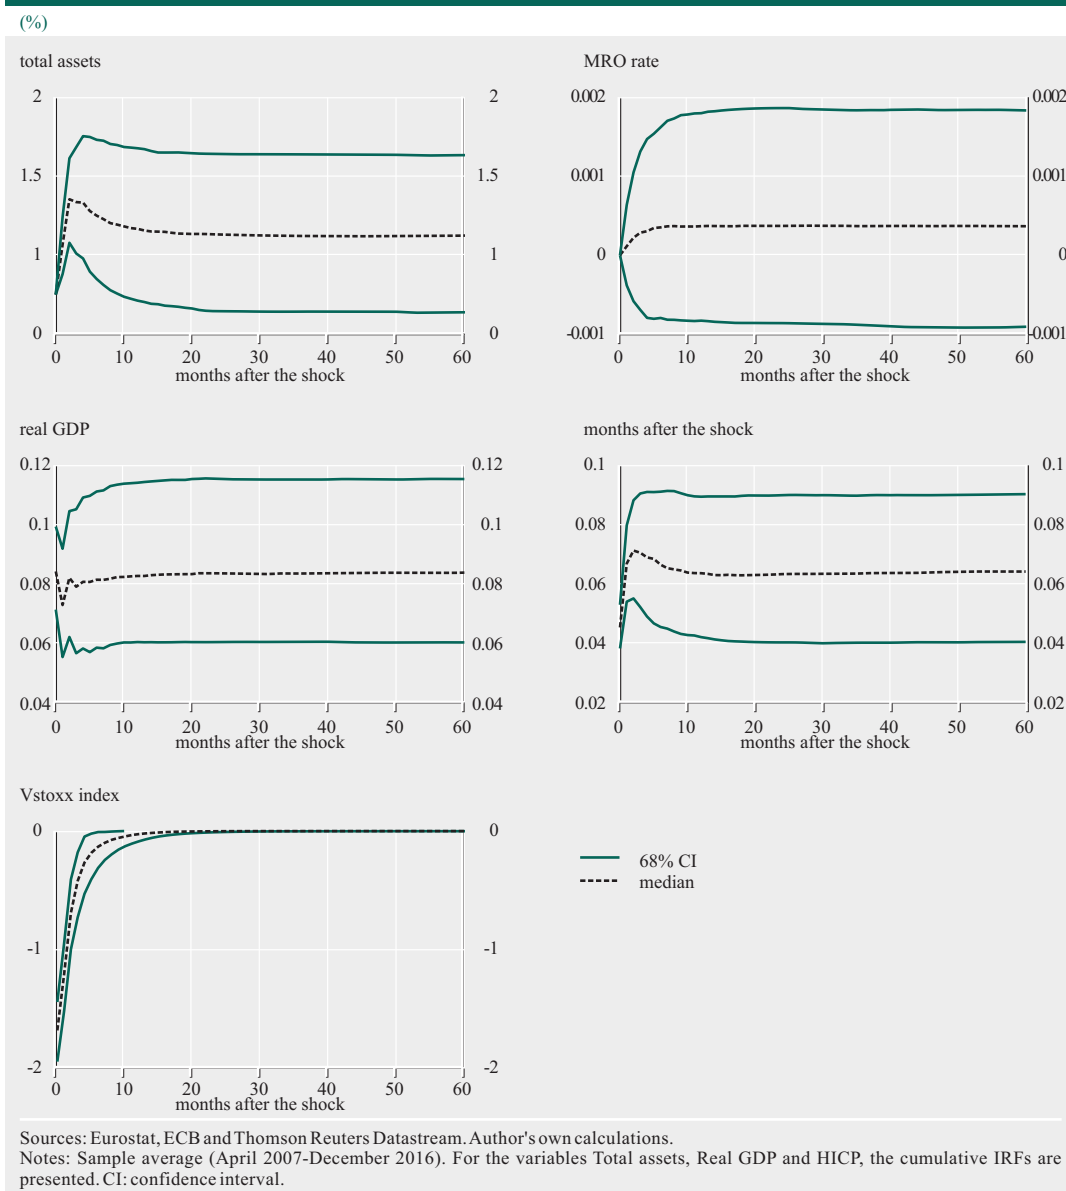 (%)
total assets
MRO rate
2 2
1.5 1.5
1 1
0 0
0 10 20 30 40 50 60
months after the shock
0.002 0.002
0.001 0.001
0 0
-0.001 -0.001
0 10 20 30 40 50 60
months after the shock
real GDP
months after the shock
0.12 0.12
0.1 0.1
0.08 0.08
0.06 0.06
0.04 0.04
0 10 20 30 40 50 60
months after the shock
0.1 0.1
0.08 0.08
0.06 0.06
0.04 0.04
0.02 0.02
0 10 20 30 40 50 60
months after the shock
Vstoxx index
0 0
-1 -1
-2 -2
0 10 20 30 40 50 60
months after the shock
68% CI
median
Sources: Eurostat, ECB and Thomson Reuters Datastream. Author's own calculations.
Notes: Sample average (April 2007-December 2016). For the variables Total assets, Real GDP and HICP, the cumulative IRFs are
presented. CI: confidence interval.